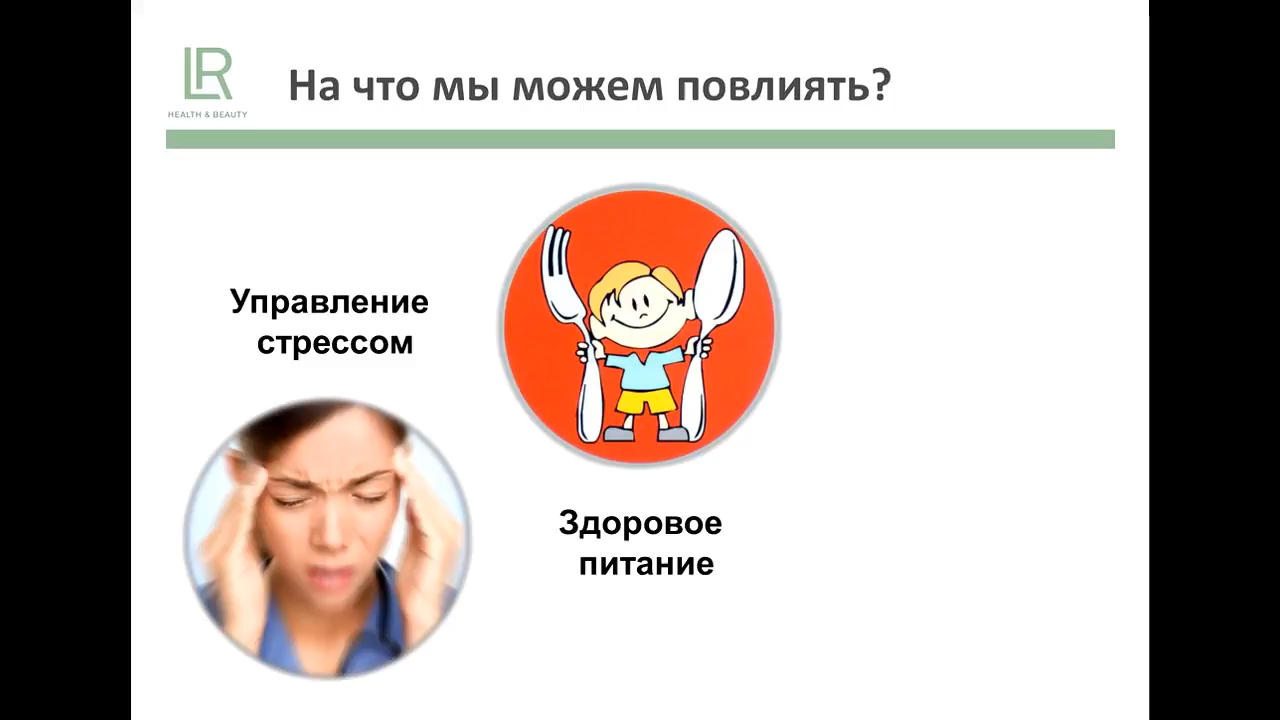 LR
HEALTH & BEAUTY
На что мы можем повлиять?
Управление
стрессом
Здоровое
питание